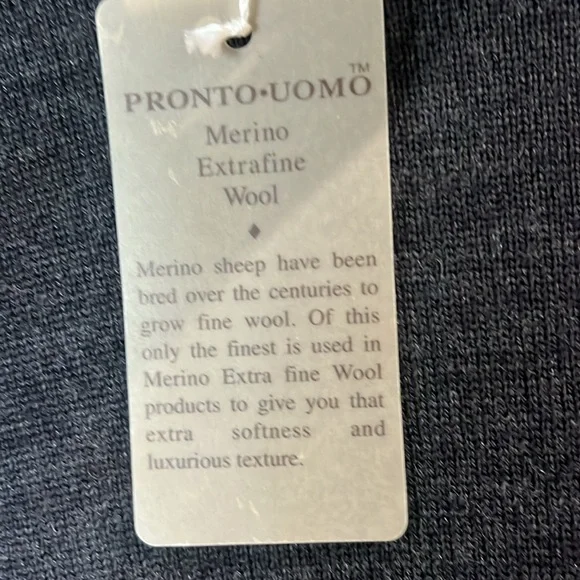 PRONTO•UOMO™
Merino
Extrafine
Wool
♦
Merino sheep have been
bred over the centuries to
grow fine wool. Of this
only the finest is used in
Merino Extra fine Wool
products to give you that
extra softness and
luxurious texture.